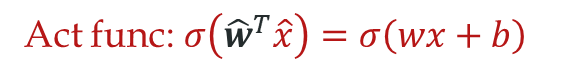 Act func: σ(ŵᵀx̂) = σ(wx + b)